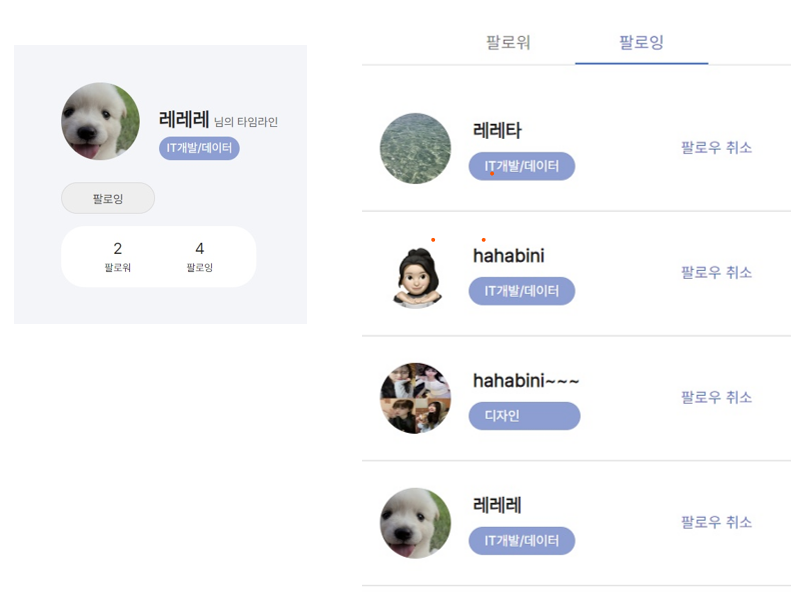 레레레 님의 타임라인
IT개발/데이터
팔로잉
2 4
팔로워 팔로잉
팔로워 팔로잉
레레타
IT개발/데이터
팔로우 취소
hahabini
IT개발/데이터
팔로우 취소
hahabini~~~
디자인
팔로우 취소
레레레
IT개발/데이터
팔로우 취소